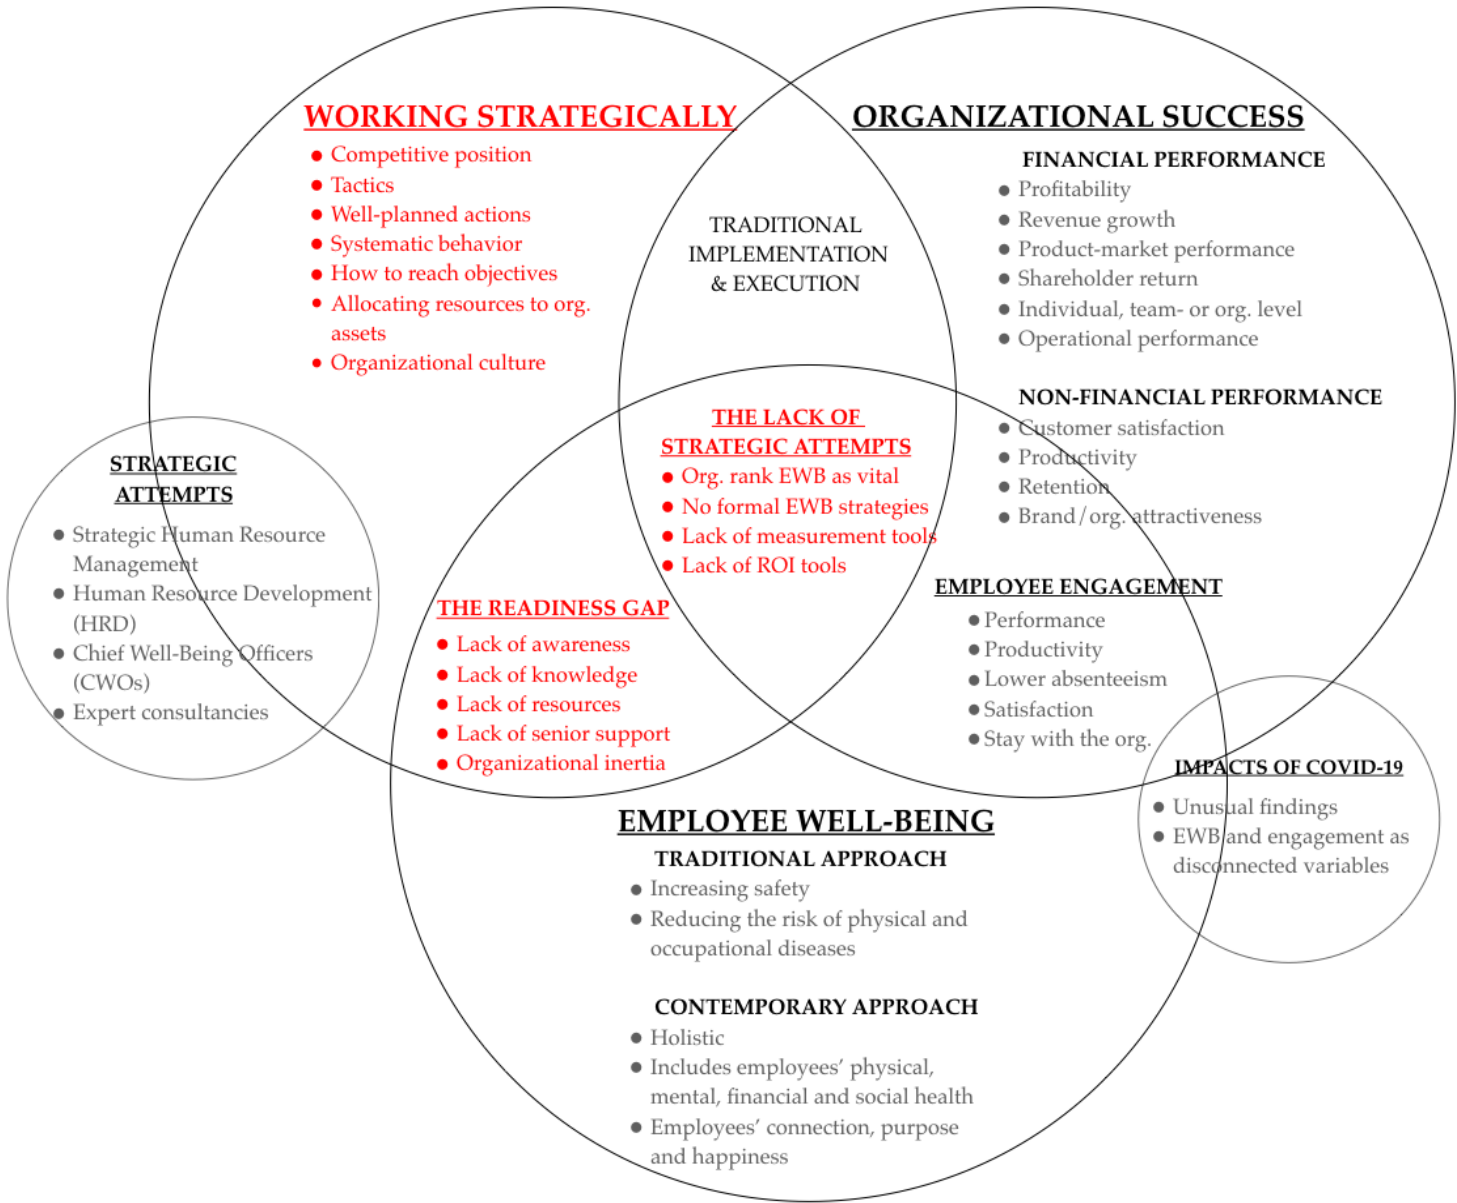 WORKING STRATEGICALLY
● Competitive position
● Tactics
● Well-planned actions
● Systematic behavior
● How to reach objectives
● Allocating resources to org.
assets
● Organizational culture
ORGANIZATIONAL SUCCESS
FINANCIAL PERFORMANCE
● Profitability
● Revenue growth
● Product-market performance
● Shareholder return
● Individual, team- or org. level
● Operational performance
NON-FINANCIAL PERFORMANCE
● Customer satisfaction
● Productivity
● Retention
● Brand/org. attractiveness
TRADITIONAL
IMPLEMENTATION
& EXECUTION
THE LACK OF
STRATEGIC ATTEMPTS
● Org. rank EWB as vital
● No formal EWB strategies
● Lack of measurement tools
● Lack of ROI tools
STRATEGIC
ATTEMPTS
● Strategic Human Resource
Management
● Human Resource Development
(HRD)
● Chief Well-Being Officers
(CWOs)
● Expert consultancies
THE READINESS GAP
● Lack of awareness
● Lack of knowledge
● Lack of resources
● Lack of senior support
● Organizational inertia
EMPLOYEE ENGAGEMENT
● Performance
● Productivity
● Lower absenteeism
● Satisfaction
● Stay with the org.
IMPACTS OF COVID-19
● Unusual findings
● EWB and engagement as
disconnected variables
EMPLOYEE WELL-BEING
TRADITIONAL APPROACH
● Increasing safety
● Reducing the risk of physical and
occupational diseases
CONTEMPORARY APPROACH
● Holistic
● Includes employees' physical,
mental, financial and social health
● Employees' connection, purpose
and happiness